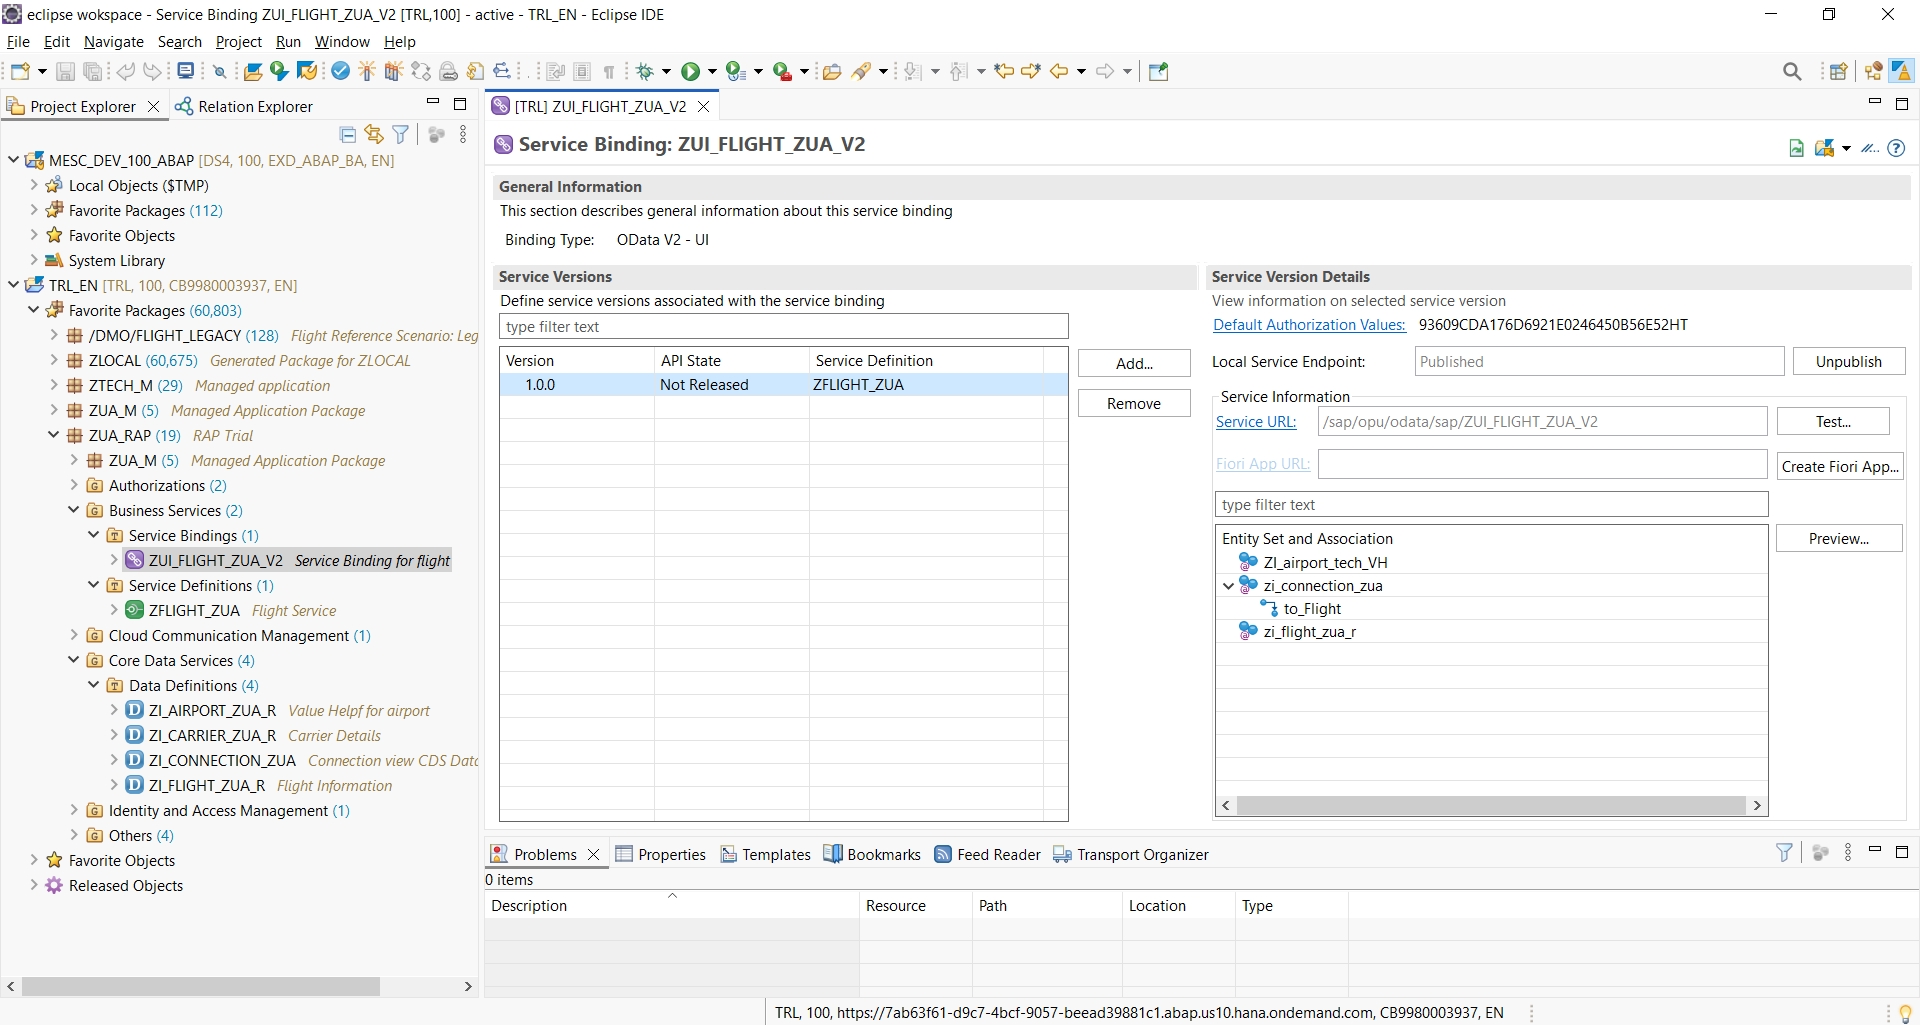 eclipse wokspace - Service Binding ZUI_FLIGHT_ZUA_V2 [TRL,100] - active - TRL_EN - Eclipse IDE
File Edit Navigate Search Project Run Window Help
Project Explorer
Relation Explorer
MESC_DEV_100_ABAP [DS4, 100, EXD_ABAP_BA, EN]
Local Objects ($TMP)
Favorite Packages (112)
Favorite Objects
System Library
TRL_EN [TRL, 100, CB9980003937, EN]
Favorite Packages (60,803)
/DMO/FLIGHT_LEGACY (128) Flight Reference Scenario: Leg
ZLOCAL (60,675) Generated Package for ZLOCAL
ZTECH_M (29) Managed application
ZUA_M (5) Managed Application Package
ZUA_RAP (19) RAP Trial
ZUA_M (5) Managed Application Package
Authorizations (2)
Business Services (2)
Service Bindings (1)
ZUI_FLIGHT_ZUA_V2 Service Binding for flight
Service Definitions (1)
ZFLIGHT_ZUA Flight Service
Cloud Communication Management (1)
Core Data Services (4)
Data Definitions (4)
ZI_AIRPORT_ZUA_R Value Helpf for airport
ZI_CARRIER_ZUA_R Carrier Details
ZI_CONNECTION_ZUA Connection view CDS Data
ZI_FLIGHT_ZUA_R Flight Information
Identity and Access Management (1)
Others (4)
Favorite Objects
Released Objects
[TRL] ZUI_FLIGHT_ZUA_V2
Service Binding: ZUI_FLIGHT_ZUA_V2
General Information
This section describes general information about this service binding
Binding Type: OData V2 - UI
Service Versions
Define service versions associated with the service binding
type filter text
Version API State Service Definition
1.0.0 Not Released ZFLIGHT_ZUA
Add...
Remove
Service Version Details
View information on selected service version
Default Authorization Values: 93609CDA176D6921E0246450B56E52HT
Local Service Endpoint: Published Unpublish
Service Information
Service URL: /sap/opu/odata/sap/ZUI_FLIGHT_ZUA_V2 Test...
Fiori App URL: Create Fiori App...
type filter text
Entity Set and Association
Preview...
ZI_airport_tech_VH
zi_connection_zua
to_Flight
zi_flight_zua_r
Problems Properties Templates Bookmarks Feed Reader Transport Organizer
0 items
Description Resource Path Location Type
TRL, 100, https://7ab63f61-d9c7-4bcf-9057-beead39881c1.abap.us10.hana.ondemand.com, CB9980003937, EN